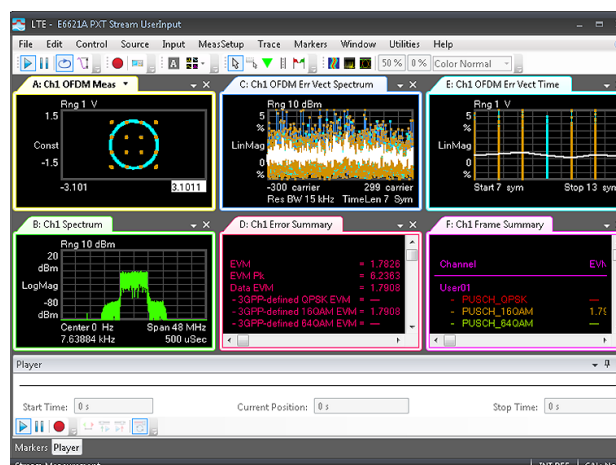 LTE - E6621A PXT Stream UserInput
File Edit Control Source Input MeasSetup Trace Markers Window Utilities Help
50 % 0 % Color Normal
A: Ch1 OFDM Meas
Rng 1 V
1.5
Const
-1.5
-3.101 3.1011
C: Ch1 OFDM Err Vect Spectrum
Rng 10 dBm
5
%
LinMag
0
%
-300 carrier 299 carrier
Res BW 15 kHz TimeLen 7 Sym
E: Ch1 OFDM Err Vect Time
Rng 1 V
5
%
LinMag
0
%
Start 7 sym Stop 13 sym
B: Ch1 Spectrum
Rng 10 dBm
20
dBm
LogMag
-80
dBm
Center 0 Hz Span 48 MHz
7.63884 kHz 500 uSec
D: Ch1 Error Summary
EVM = 1.7826
EVM Pk = 6.2363
Data EVM = 1.7908
- 3GPP-defined QPSK EVM = —
- 3GPP-defined 16QAM EVM = 1.7908
- 3GPP-defined 64QAM EVM = —
F: Ch1 Frame Summary
Channel EVM
User01
- PUSCH_QPSK —
- PUSCH_16QAM 1.79
- PUSCH_64QAM —
Player
Start Time: 0 s Current Position: 0 s Stop Time: 0 s
Markers Player